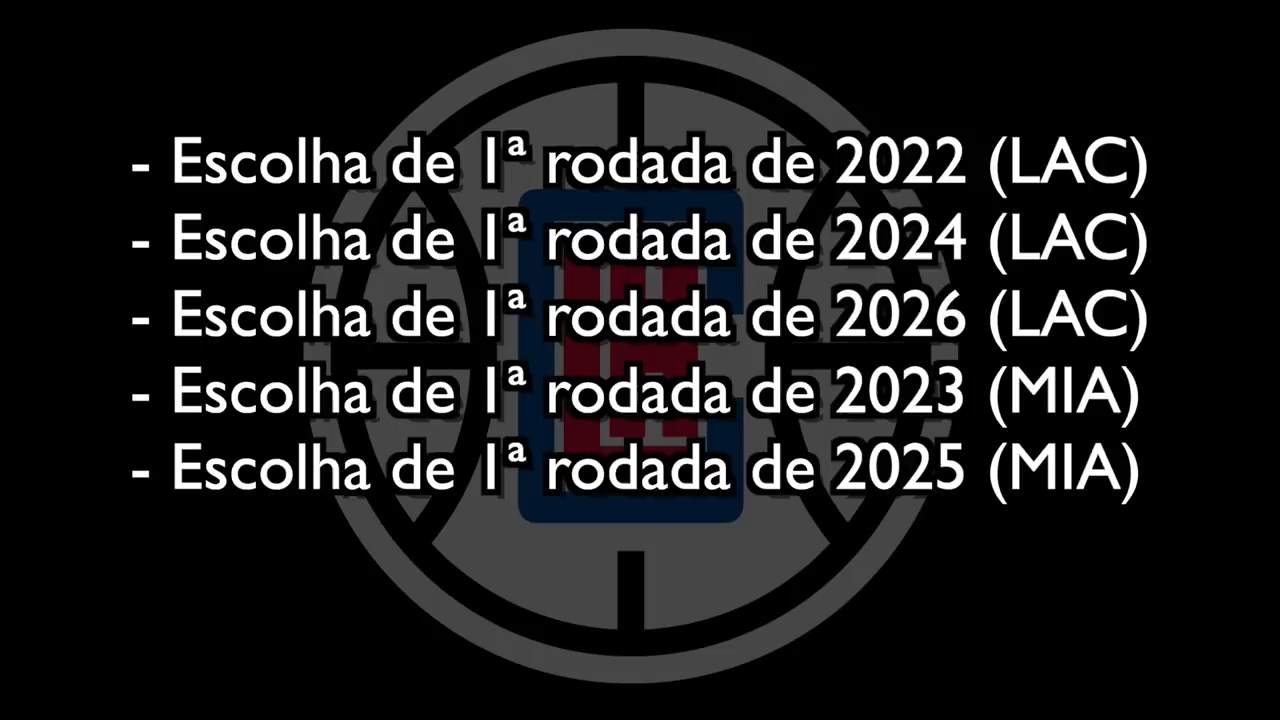 - Escolha de 1ª rodada de 2022 (LAC)
- Escolha de 1ª rodada de 2024 (LAC)
- Escolha de 1ª rodada de 2026 (LAC)
- Escolha de 1ª rodada de 2023 (MIA)
- Escolha de 1ª rodada de 2025 (MIA)